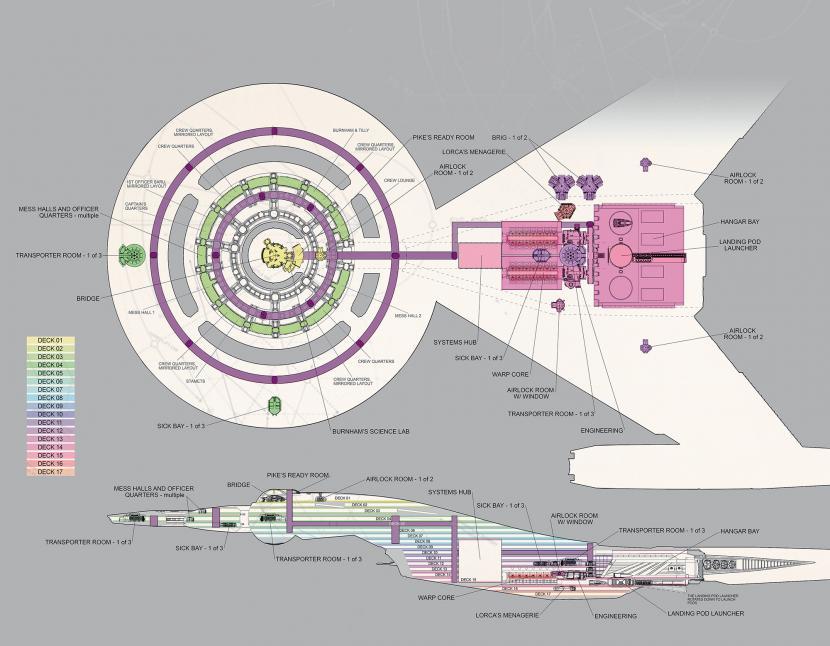 CREW QUARTERS,
MIRRORED LAYOUT
BURNHAM & TILLY
PIKE'S READY ROOM
BRIG - 1 of 2
CREW QUARTERS
CREW QUARTERS,
MIRRORED LAYOUT
LORCA'S MENAGERIE
AIRLOCK
ROOM - 1 of 2
AIRLOCK
ROOM - 1 of 2
1ST OFFICER SARU,
MIRRORED LAYOUT
CREW LOUNGE
CAPTAIN'S
QUARTERS
MESS HALLS AND OFFICER
QUARTERS - multiple
HANGAR BAY
LANDING POD
LAUNCHER
TRANSPORTER ROOM - 1 of 3
BRIDGE
MESS HALL 1
MESS HALL 2
SYSTEMS HUB
AIRLOCK
ROOM - 1 of 2
SICK BAY - 1 of 3
WARP CORE
CREW QUARTERS,
MIRRORED LAYOUT
CREW QUARTERS
STAMETS
CREW QUARTERS,
MIRRORED LAYOUT
AIRLOCK ROOM
W/ WINDOW
TRANSPORTER ROOM - 1 of 3
SICK BAY - 1 of 3
BURNHAM'S SCIENCE LAB
ENGINEERING
DECK 01
DECK 02
DECK 03
DECK 04
DECK 05
DECK 06
DECK 07
DECK 08
DECK 09
DECK 10
DECK 11
DECK 12
DECK 13
DECK 14
DECK 15
DECK 16
DECK 17
PIKE'S READY ROOM
BRIDGE
AIRLOCK ROOM - 1 of 2
MESS HALLS AND OFFICER
QUARTERS - multiple
SYSTEMS HUB
SICK BAY - 1 of 3
AIRLOCK ROOM
W/ WINDOW
TRANSPORTER ROOM - 1 of 3
HANGAR BAY
DECK 01
DECK 02
DECK 03
DECK 04
DECK 06
DECK 07
DECK 08
DECK 09
DECK 10
DECK 11
DECK 12
DECK 13
DECK 14
DECK 15
DECK 16
DECK 17
TRANSPORTER ROOM - 1 of 3
SICK BAY - 1 of 3
TRANSPORTER ROOM - 1 of 3
WARP CORE
LORCA'S MENAGERIE
ENGINEERING
LANDING POD LAUNCHER
THE LANDING POD LAUNCHER
ROTATES DOWN TO LAUNCH
PODS